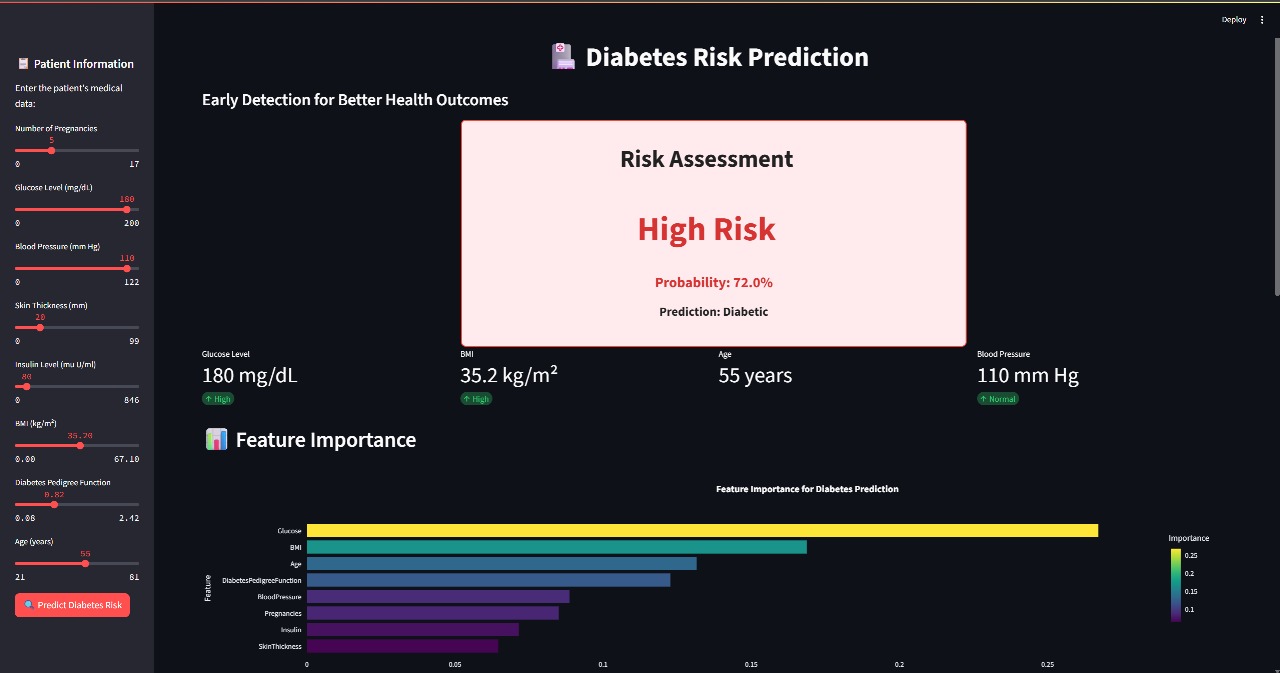 Deploy
📋 Patient Information
Enter the patient's medical
data:
Number of Pregnancies
5
0 17
Glucose Level (mg/dL)
180
0 200
Blood Pressure (mm Hg)
110
0 122
Skin Thickness (mm)
20
0 99
Insulin Level (mu U/ml)
80
0 846
BMI (kg/m²)
35.20
0.00 67.10
Diabetes Pedigree Function
0.82
0.08 2.42
Age (years)
55
21 81
🔍 Predict Diabetes Risk
🏥 Diabetes Risk Prediction
Early Detection for Better Health Outcomes
Risk Assessment
High Risk
Probability: 72.0%
Prediction: Diabetic
Glucose Level
180 mg/dL
↑ High
BMI
35.2 kg/m²
↑ High
Age
55 years
Blood Pressure
110 mm Hg
↑ Normal
📊 Feature Importance
Feature Importance for Diabetes Prediction
Feature
Glucose
BMI
Age
DiabetesPedigreeFunction
BloodPressure
Pregnancies
Insulin
SkinThickness
0 0.05 0.1 0.15 0.2 0.25
Importance
0.25
0.2
0.15
0.1